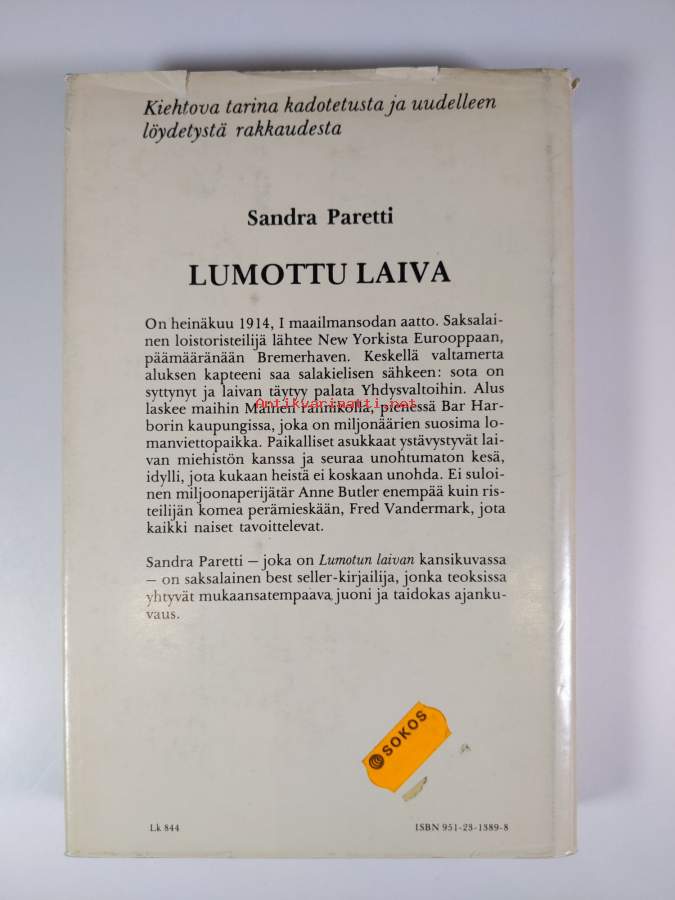 Kiehtova tarina kadotetusta ja uudelleen
löydetystä rakkaudesta
Sandra Paretti
LUMOTTU LAIVA
On heinäkuu 1914, I maailmansodan aatto. Saksalai-
nen loistoristeilijä lähtee New Yorkista Eurooppaan,
päämääränään Bremerhaven. Keskellä valtamerta
aluksen kapteeni saa salakielisen sähkeen: sota on
syttynyt ja laivan täytyy palata Yhdysvaltoihin. Alus
laskee maihin Mainen rannikolla, pienessä Bar Har-
Antikvariaatti.net
borin kaupungissa, joka on miljonäärien suosima lo-
manviettopaikka. Paikalliset asukkaat ystävystyvät lai-
van miehistön kanssa ja seuraa unohtumaton kesä,
idylli, jota kukaan heistä ei koskaan unohda. Ei suloi-
nen miljoonaperijätär Anne Butler enempää kuin ris-
teilijän komea perämieskään, Fred Vandermark, jota
kaikki naiset tavoittelevat.
Sandra Paretti – joka on Lumotun laivan kansikuvassa
– on saksalainen best seller-kirjailija, jonka teoksissa
yhtyvät mukaansatempaava juoni ja taidokas ajanku-
vaus.
Antikvariaatti.net
SOKOS
Lk 844
ISBN 951-23-1389-8